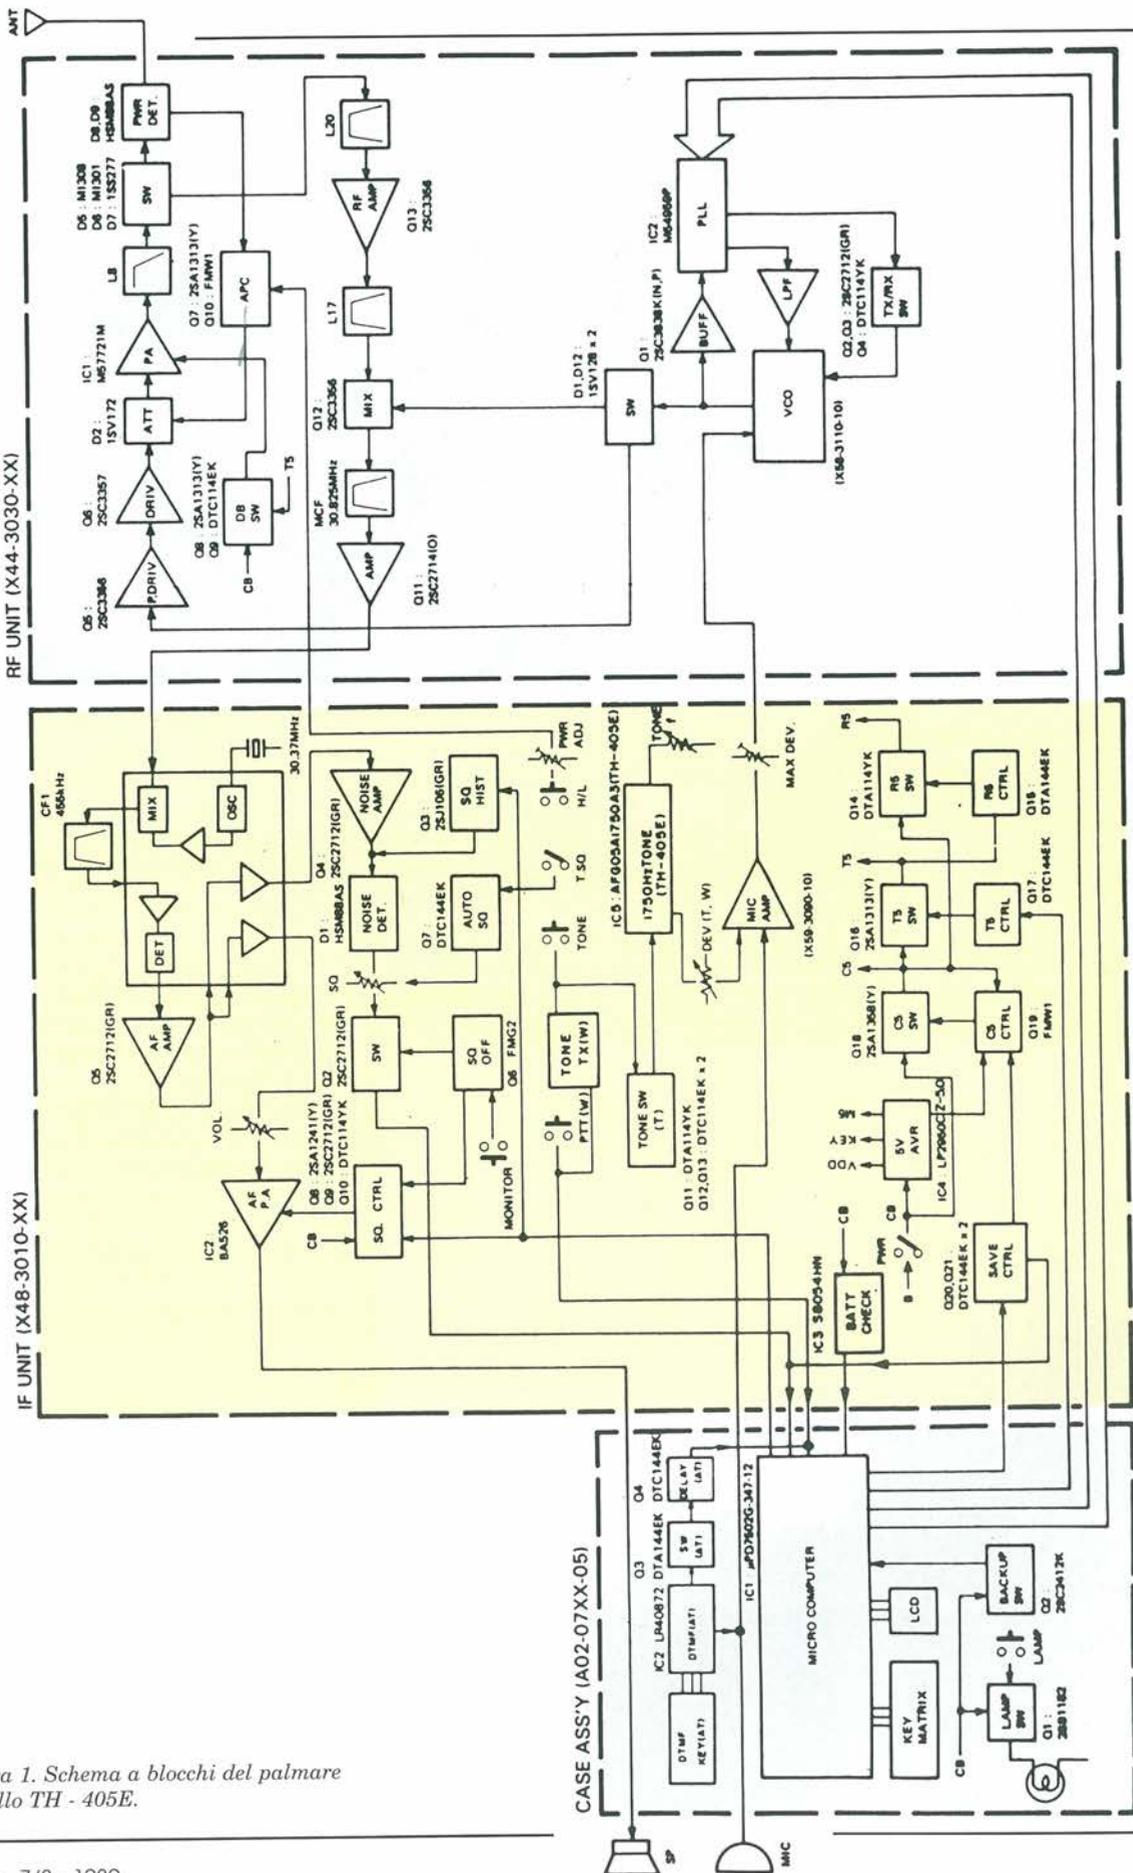 ANT
RF UNIT (X44-3030-XX)
Q5 :
2SC3356
P.DRIV
Q6 :
2SC3357
DRIV
D2 :
1SV172
ATT
IC1 :
M57721M
PA
L8
D5 : MI308
D6 : MI301
D7 : 1SS277
SW
D8,D9 :
HSM88AS
PWR
DET.
Q8 : 2SA1313(Y)
Q9 : DTC114EK
CB
DB
SW
T5
Q7 : 2SA1313(Y)
Q10 : FMW1
APC
L20
RF
AMP
Q13 :
2SC3356
L17
Q12 :
2SC3356
MIX
MCF
30.825MHz
AMP
Q11 :
2SC2714(O)
D1,D12 :
1SV128 x 2
SW
Q1 :
2SC3838K(N,P)
BUFF
IC2 :
M64959P
PLL
LPF
VCO
(X58-3110-10)
Q2,Q3 : 2SC2712(GR)
Q4 : DTC114YK
TX/RX
SW
IF UNIT (X48-3010-XX)
CF1
455kHz
MIX
OSC
30.37MHz
DET
Q5
2SC2712(GR)
AF
AMP
VOL
IC2
BA526
AF
P.A
Q4 :
2SC2712(GR)
NOISE
AMP
D1 :
HSM88AS
NOISE
DET.
Q3 :
2SJ106(GR)
SQ
HIST
Q7 :
DTC144EK
AUTO
SQ
SQ
Q2
2SC2712(GR)
SW
SQ
OFF
Q6 FMG2
Q8 : 2SA1241(Y)
Q9 : 2SC2712(GR)
Q10 : DTC114YK
SQ. CTRL
CB
MONITOR
PWR
ADJ
H/L
T.SQ
TONE
TONE
TX(W)
PTT(W)
TONE SW
(T)
Q11 : DTA114YK
Q12,Q13 : DTC114EK x 2
IC5 : AFG05A1750A3(TH-405E)
1750HzTONE
(TH-405E)
TONE
f
DEV (T, W)
MIC
AMP
(X59-3090-10)
MAX DEV.
IC3 S8054HN
BATT
CHECK
CB
PWR
B
CB
VDD
KEY
M5
5V
AVR
IC4 : LP2950CZ-5.0
Q18 :
2SA1358(Y)
C5
SW
C5
C5
CTRL
Q19 :
FMW1
Q16 :
2SA1313(Y)
T5
SW
T5
T5
CTRL
Q17 :
DTC144EK
Q14 :
DTA114YK
R5
SW
R5
R5
CTRL
Q15 :
DTA144EK
Q20,Q21 :
DTC144EK x 2
SAVE
CTRL
CASE ASS'Y (A02-07XX-05)
DTMF
KEY(AT)
IC2 LR40872
DTMF(AT)
Q3
DTA144EK
SW
(AT)
Q4
DTC144EK
DELAY
(AT)
IC1 : μPD7502G-347-12
MICRO COMPUTER
KEY
MATRIX
LCD
BACKUP
SW
Q2 :
2SC2412K
LAMP
CB
LAMP
SW
Q1 :
2SB1182
SP
MIC
a 1. Schema a blocchi del palmare
llo TH - 405E.